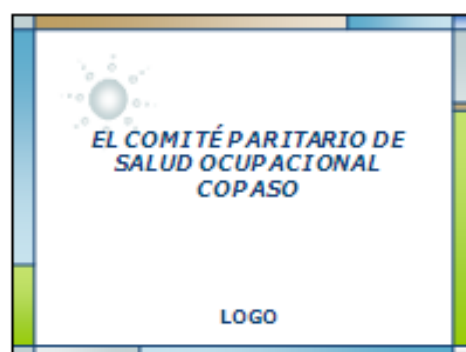 EL COMITÉ PARITARIO DE
SALUD OCUPACIONAL
COPASO
LOGO